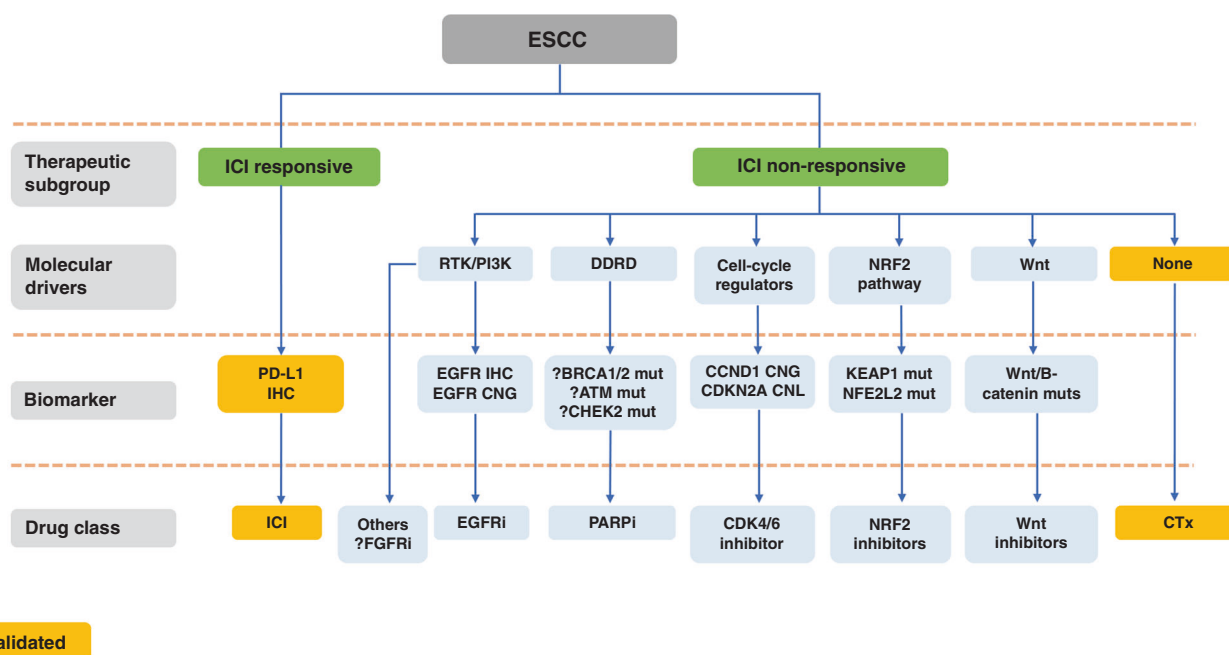 ESCC
Therapeutic
subgroup
ICI responsive
ICI non-responsive
Molecular
drivers
RTK/PI3K
DDRD
Cell-cycle
regulators
NRF2
pathway
Wnt
None
Biomarker
PD-L1
IHC
EGFR IHC
EGFR CNG
?BRCA1/2 mut
?ATM mut
?CHEK2 mut
CCND1 CNG
CDKN2A CNL
KEAP1 mut
NFE2L2 mut
Wnt/B-
catenin muts
Drug class
ICI
Others
?FGFRi
EGFRi
PARPi
CDK4/6
inhibitor
NRF2
inhibitors
Wnt
inhibitors
CTx
alidated